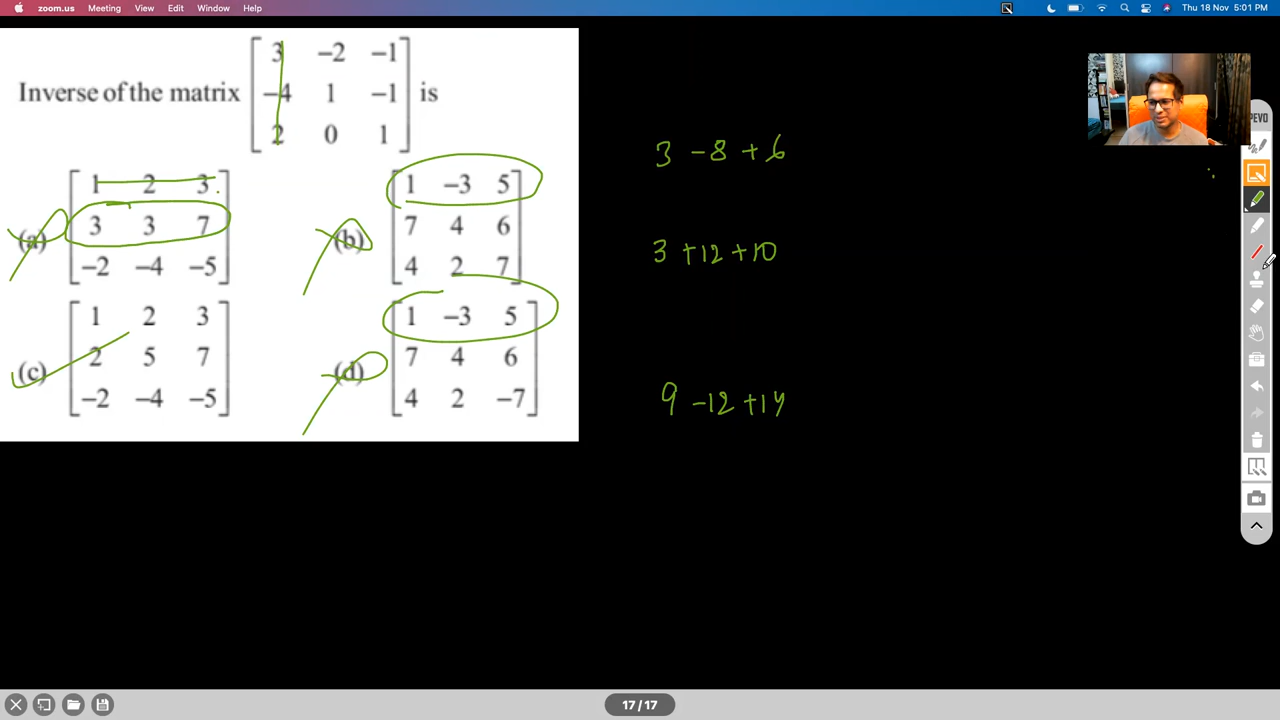 zoom.us Meeting View Edit Window Help Thu 18 Nov 5:01 PM
3 −2 −1
Inverse of the matrix −4 1 −1 is
2 0 1
1 2 3
(a) 3 3 7
−2 −4 −5
1 −3 5
(b) 7 4 6
4 2 7
1 2 3
(c) 2 5 7
−2 −4 −5
1 −3 5
(d) 7 4 6
4 2 −7
3 −8 +6
3 +12 +10
9 −12 +14
IPEVO
17/17